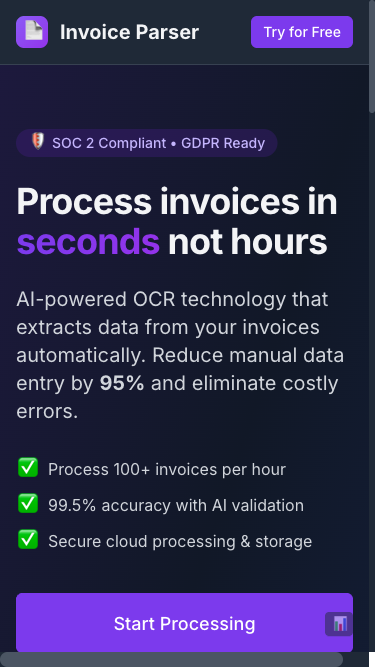 Invoice Parser
Try for Free
SOC 2 Compliant • GDPR Ready
Process invoices in
seconds not hours
AI-powered OCR technology that
extracts data from your invoices
automatically. Reduce manual data
entry by 95% and eliminate costly
errors.
Process 100+ invoices per hour
99.5% accuracy with AI validation
Secure cloud processing & storage
Start Processing